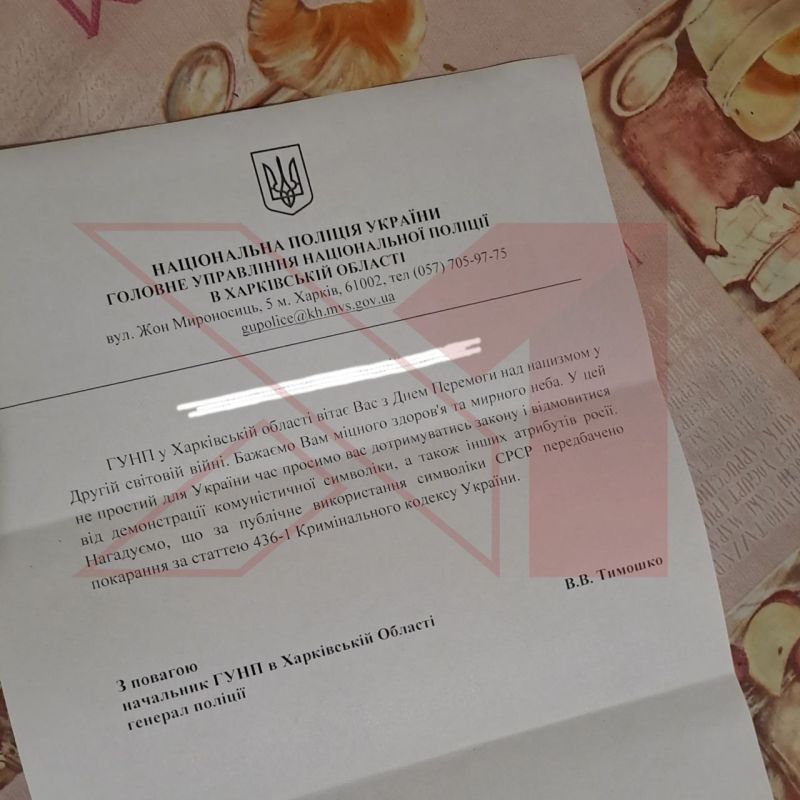 НАЦІОНАЛЬНА ПОЛІЦІЯ УКРАЇНИ
ГОЛОВНЕ УПРАВЛІННЯ НАЦІОНАЛЬНОЇ ПОЛІЦІЇ
В ХАРКІВСЬКІЙ ОБЛАСТІ
вул. Жон Мироносиць, 5 м. Харків, 61002, тел (057) 705-97-75
gupolice@kh.mvs.gov.ua
ГУНП у Харківській області вітає Вас з Днем Перемоги над нацизмом у
Другій світовій війні. Бажаємо Вам міцного здоров'я та мирного неба. У цей
не простий для України час просимо вас дотримуватись закону і відмовитися
від демонстрації комуністичної символіки, а також інших атрибутів росії.
Нагадуємо, що за публічне використання символіки СРСР передбачено
покарання за статтею 436-1 Кримінального кодексу України.
В.В. Тимошко
З повагою
начальник ГУНП в Харківській Області
генерал поліції